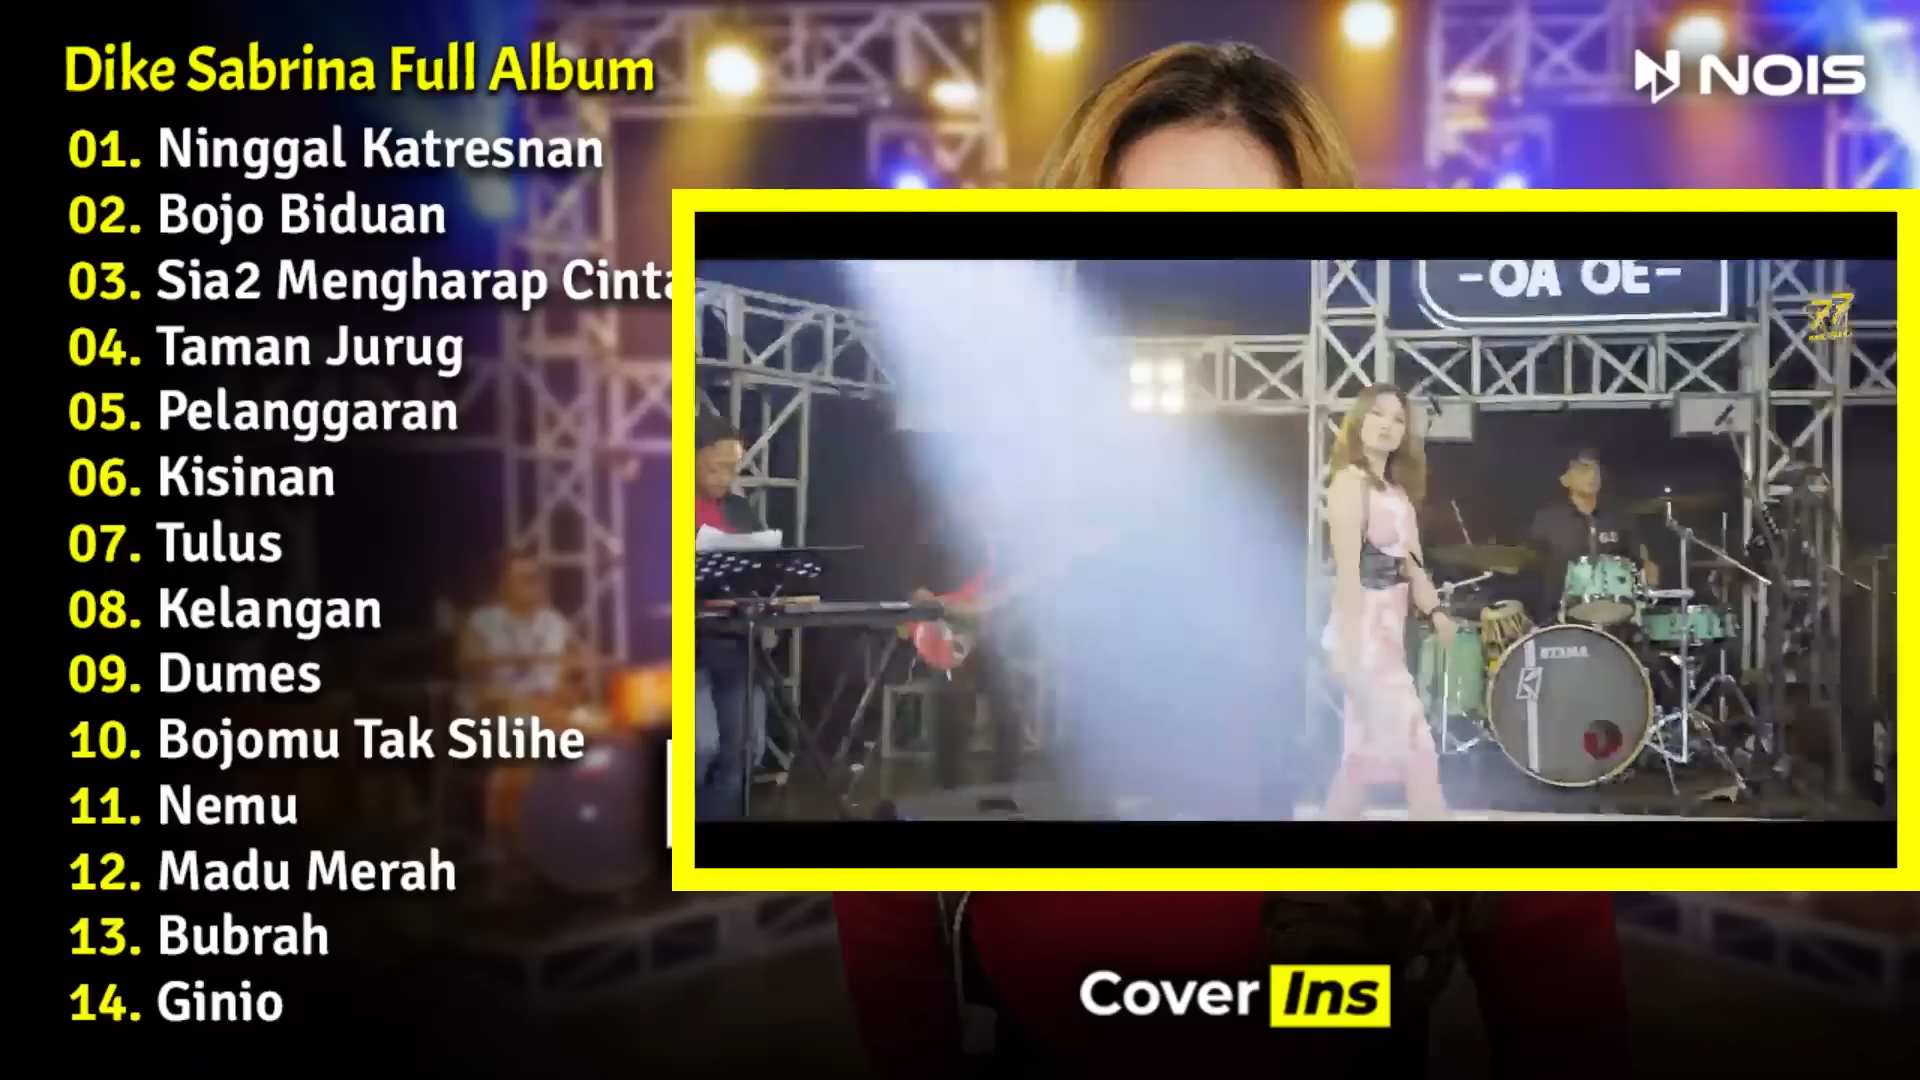 Dike Sabrina Full Album
01. Ninggal Katresnan
02. Bojo Biduan
03. Sia2 Mengharap Cinta
04. Taman Jurug
05. Pelanggaran
06. Kisinan
07. Tulus
08. Kelangan
09. Dumes
10. Bojomu Tak Silihe
11. Nemu
12. Madu Merah
13. Bubrah
14. Ginio
NOIS
-OA OE-
77
TAMA
Cover Ins